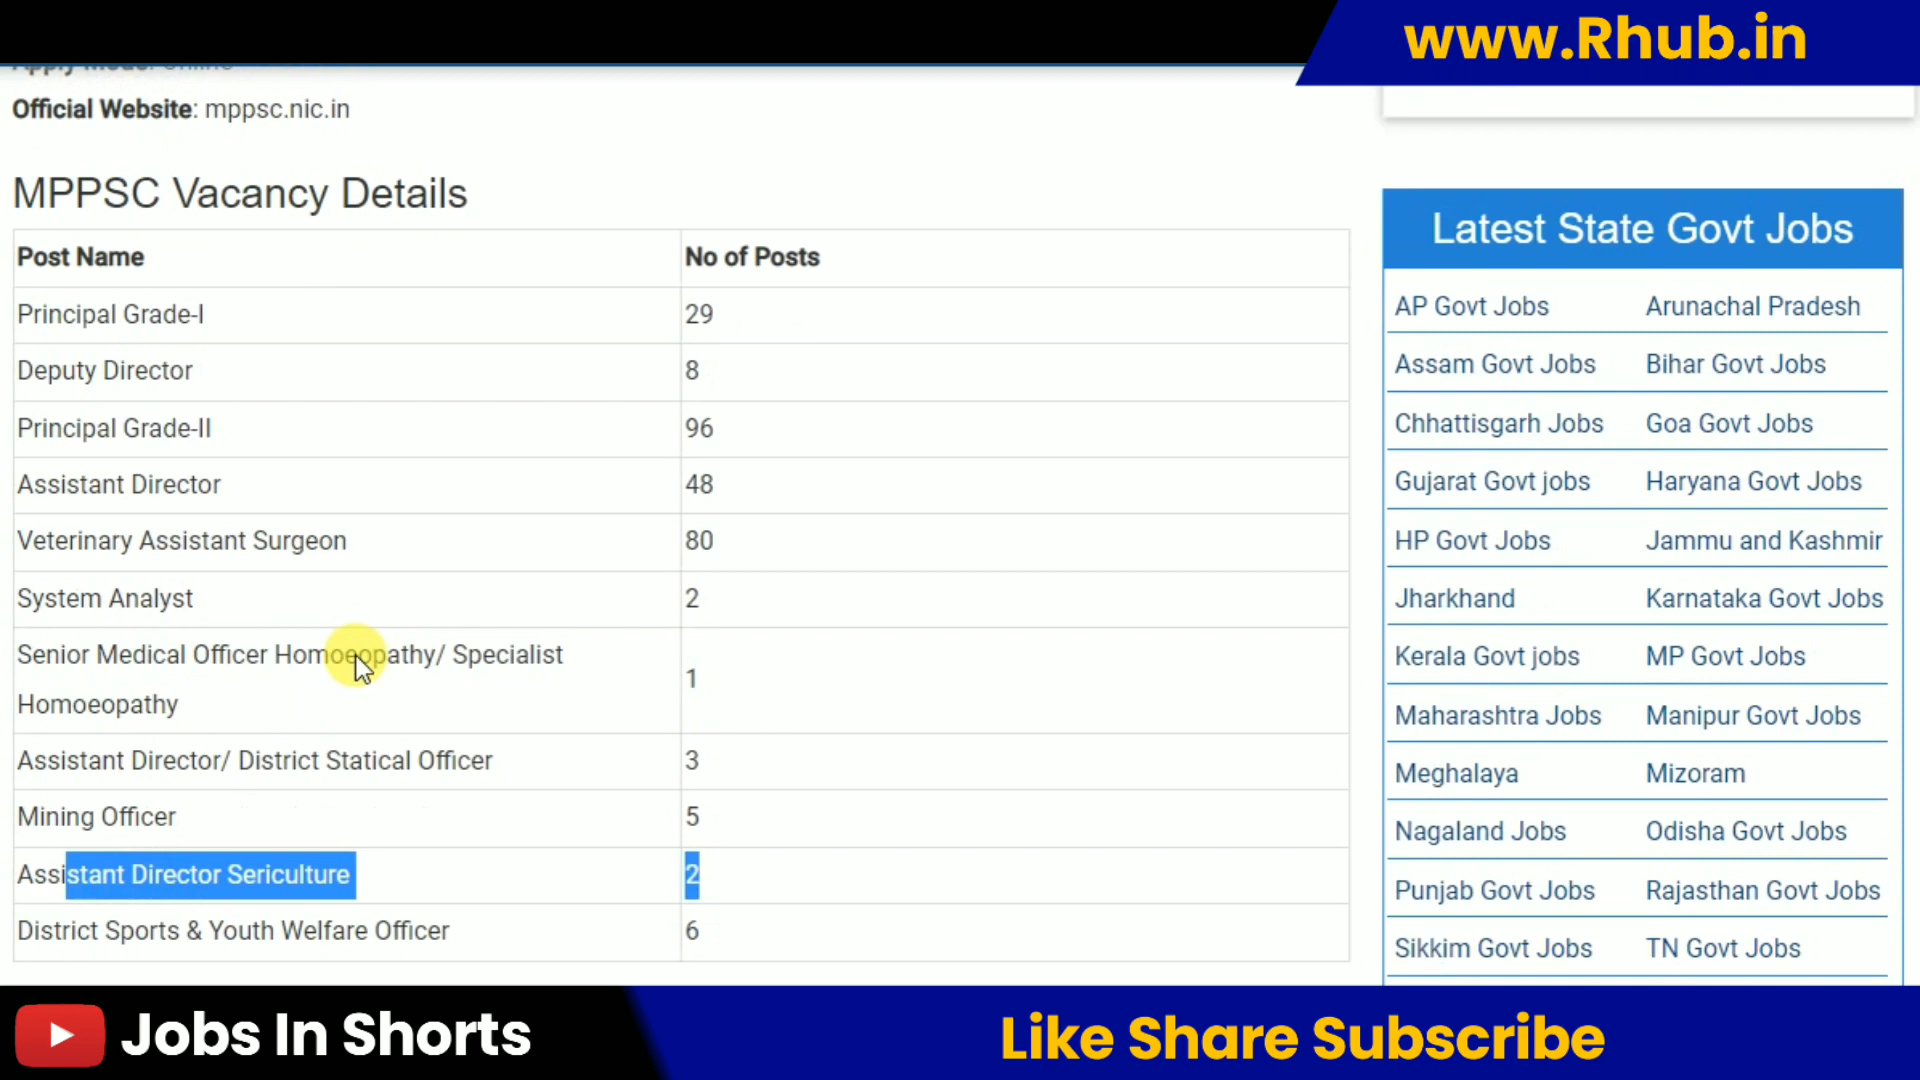 www.Rhub.in
Apply Mode: Online
Official Website: mppsc.nic.in
MPPSC Vacancy Details
Post Name No of Posts
Principal Grade-I 29
Deputy Director 8
Principal Grade-II 96
Assistant Director 48
Veterinary Assistant Surgeon 80
System Analyst 2
Senior Medical Officer Homoeopathy/ Specialist
Homoeopathy 1
Assistant Director/ District Statical Officer 3
Mining Officer 5
Assistant Director Sericulture 2
District Sports & Youth Welfare Officer 6
Latest State Govt Jobs
AP Govt Jobs Arunachal Pradesh
Assam Govt Jobs Bihar Govt Jobs
Chhattisgarh Jobs Goa Govt Jobs
Gujarat Govt jobs Haryana Govt Jobs
HP Govt Jobs Jammu and Kashmir
Jharkhand Karnataka Govt Jobs
Kerala Govt jobs MP Govt Jobs
Maharashtra Jobs Manipur Govt Jobs
Meghalaya Mizoram
Nagaland Jobs Odisha Govt Jobs
Punjab Govt Jobs Rajasthan Govt Jobs
Sikkim Govt Jobs TN Govt Jobs
Jobs In Shorts
Like Share Subscribe